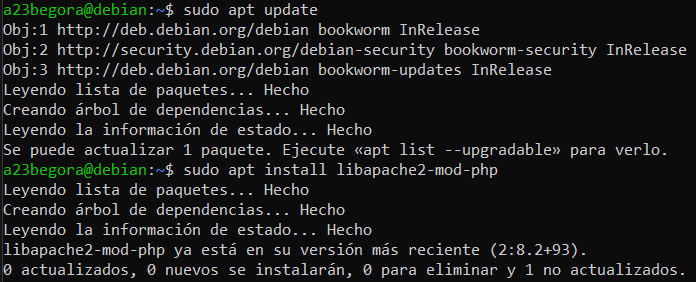 a23begora@debian:~$ sudo apt update
Obj:1 http://deb.debian.org/debian bookworm InRelease
Obj:2 http://security.debian.org/debian-security bookworm-security InRelease
Obj:3 http://deb.debian.org/debian bookworm-updates InRelease
Leyendo lista de paquetes... Hecho
Creando árbol de dependencias... Hecho
Leyendo la información de estado... Hecho
Se puede actualizar 1 paquete. Ejecute «apt list --upgradable» para verlo.
a23begora@debian:~$ sudo apt install libapache2-mod-php
Leyendo lista de paquetes... Hecho
Creando árbol de dependencias... Hecho
Leyendo la información de estado... Hecho
libapache2-mod-php ya está en su versión más reciente (2:8.2+93).
0 actualizados, 0 nuevos se instalarán, 0 para eliminar y 1 no actualizados.